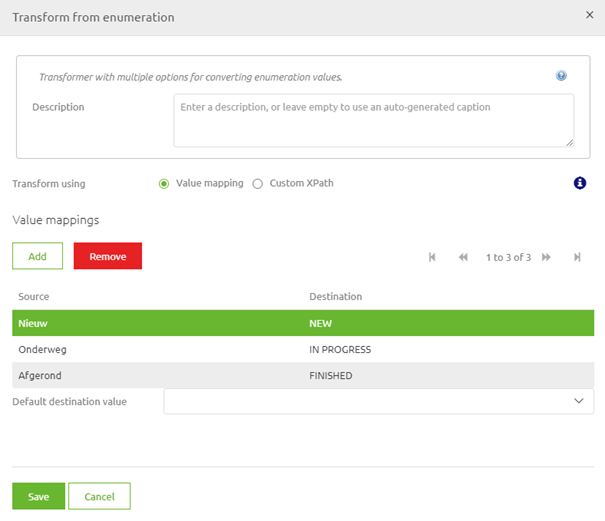 Transform from enumeration ×
Transformer with multiple options for converting enumeration values. ?
Description Enter a description, or leave empty to use an auto-generated caption
Transform using Value mapping Custom XPath i
Value mappings
Add Remove 1 to 3 of 3
Source Destination
Nieuw NEW
Onderweg IN PROGRESS
Afgerond FINISHED
Default destination value
Save Cancel